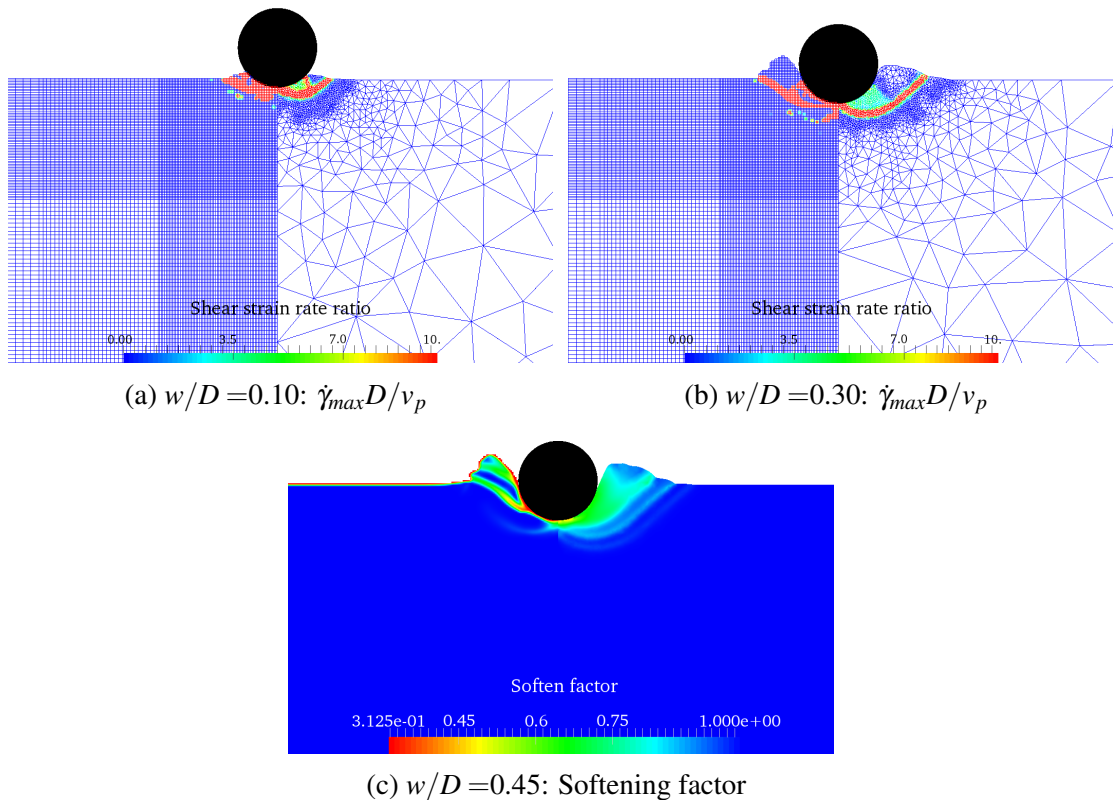 Shear strain rate ratio
0.00 3.5 7.0 10.
(a) w/D =0.10: γ̇maxD/vp
Shear strain rate ratio
0.00 3.5 7.0 10.
(b) w/D =0.30: γ̇maxD/vp
Soften factor
3.125e-01 0.45 0.6 0.75 1.000e+00
(c) w/D =0.45: Softening factor